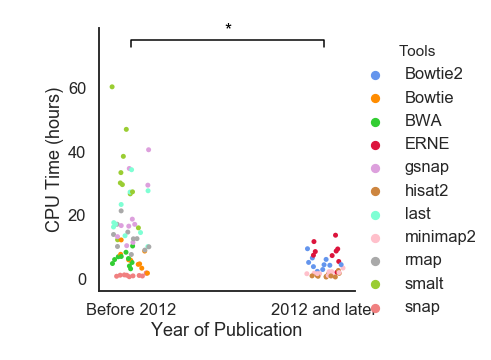 *
Tools
Bowtie2
Bowtie
BWA
ERNE
gsnap
hisat2
last
minimap2
rmap
smalt
snap
CPU Time (hours)
60
40
20
0
Before 2012
2012 and later
Year of Publication